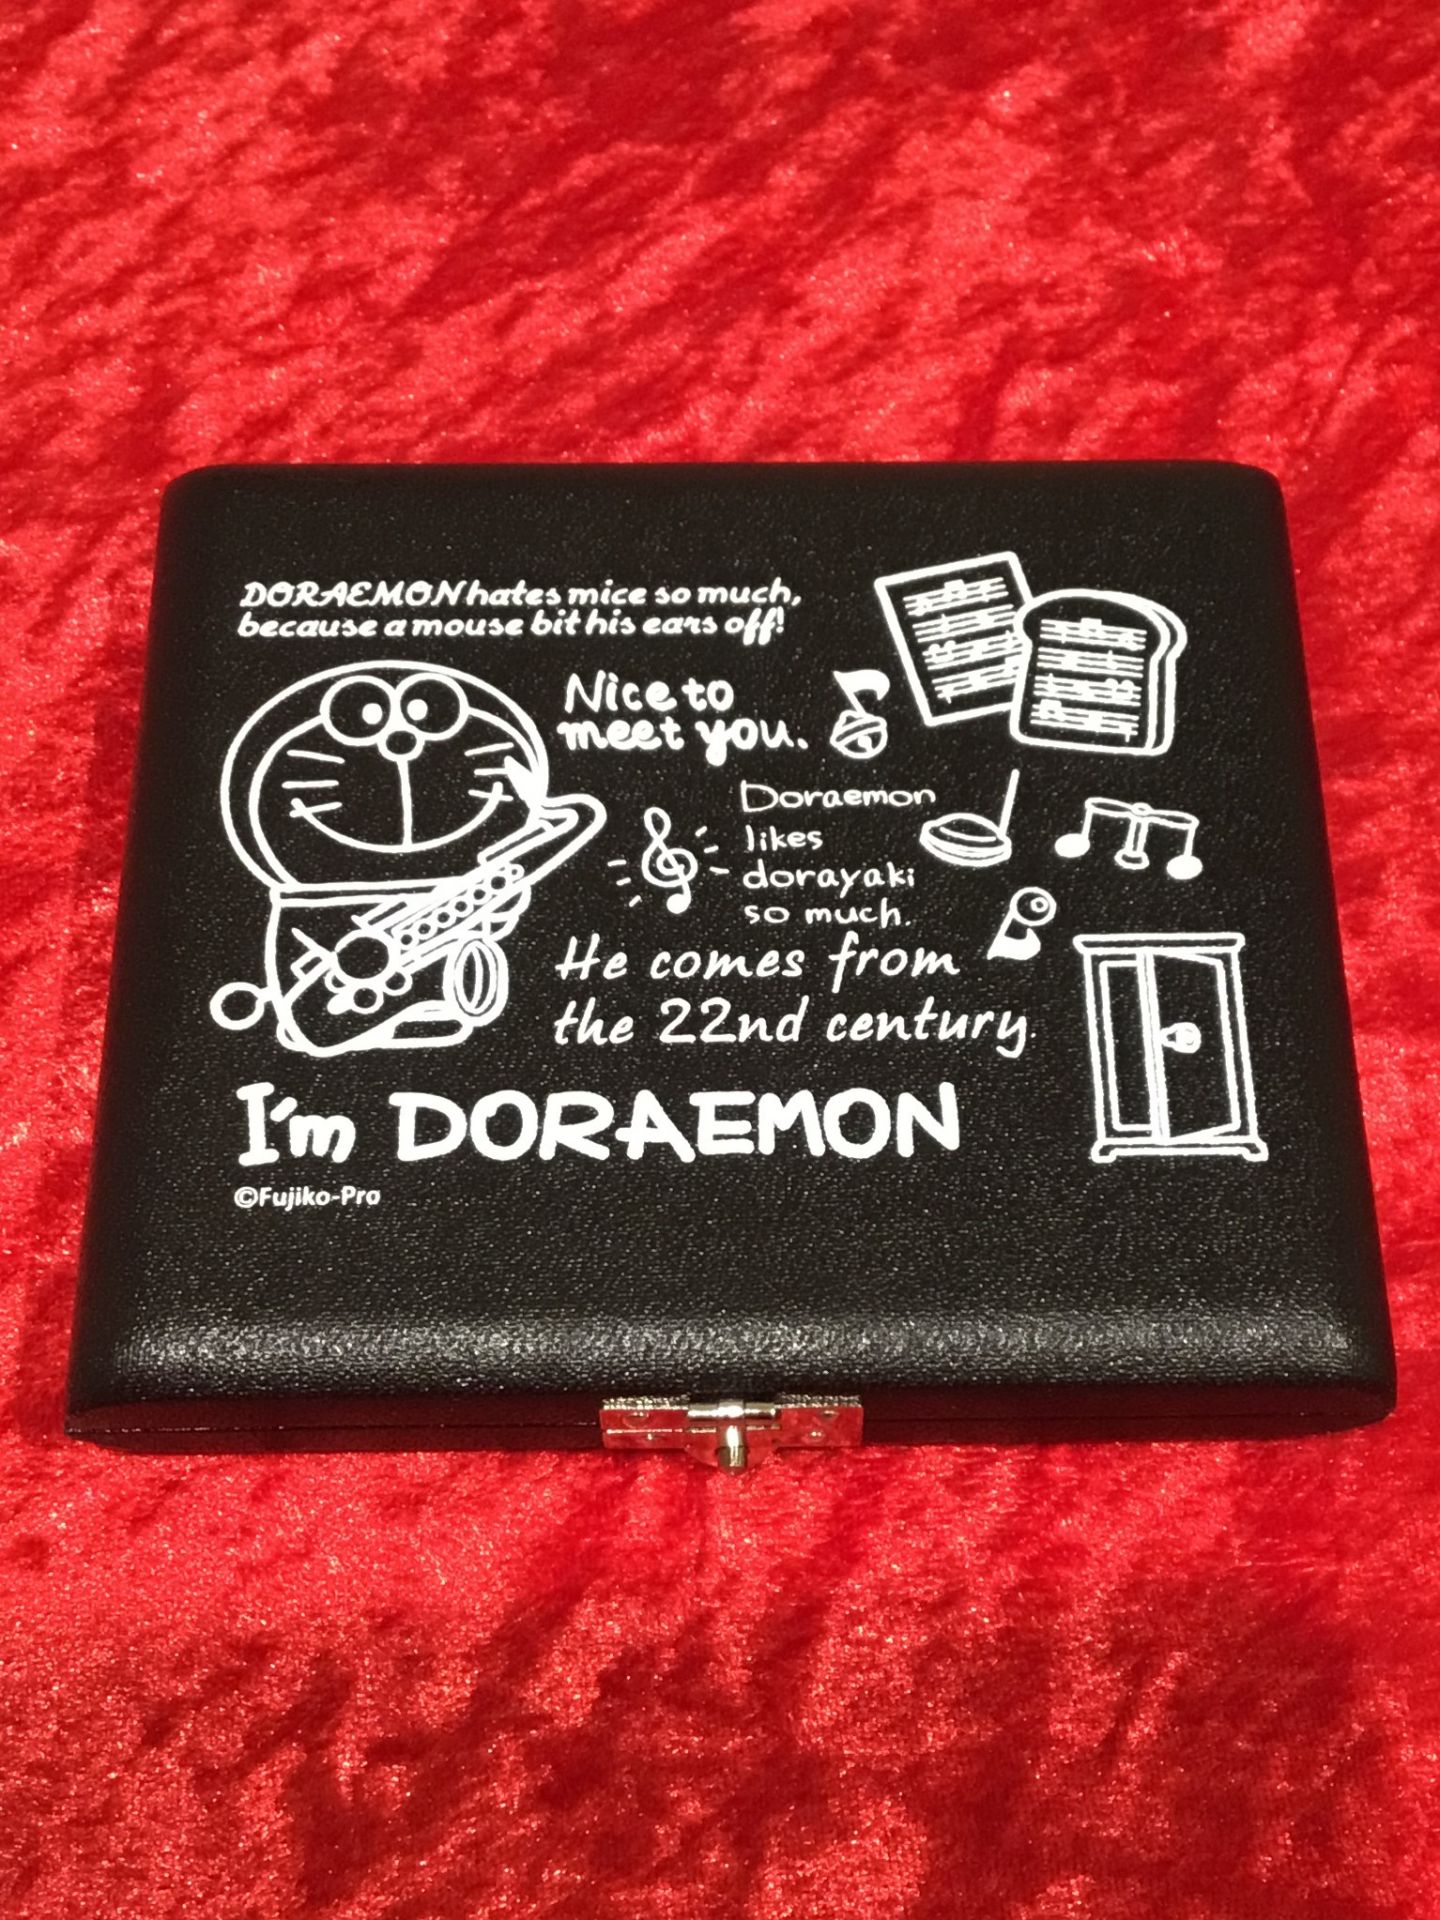 DORAEMON hates mice so much,
because a mouse bit his ears off!
Nice to
meet you.
Doraemon
likes
dorayaki
so much.
He comes from
the 22nd century
I'm DORAEMON
©Fujiko-Pro